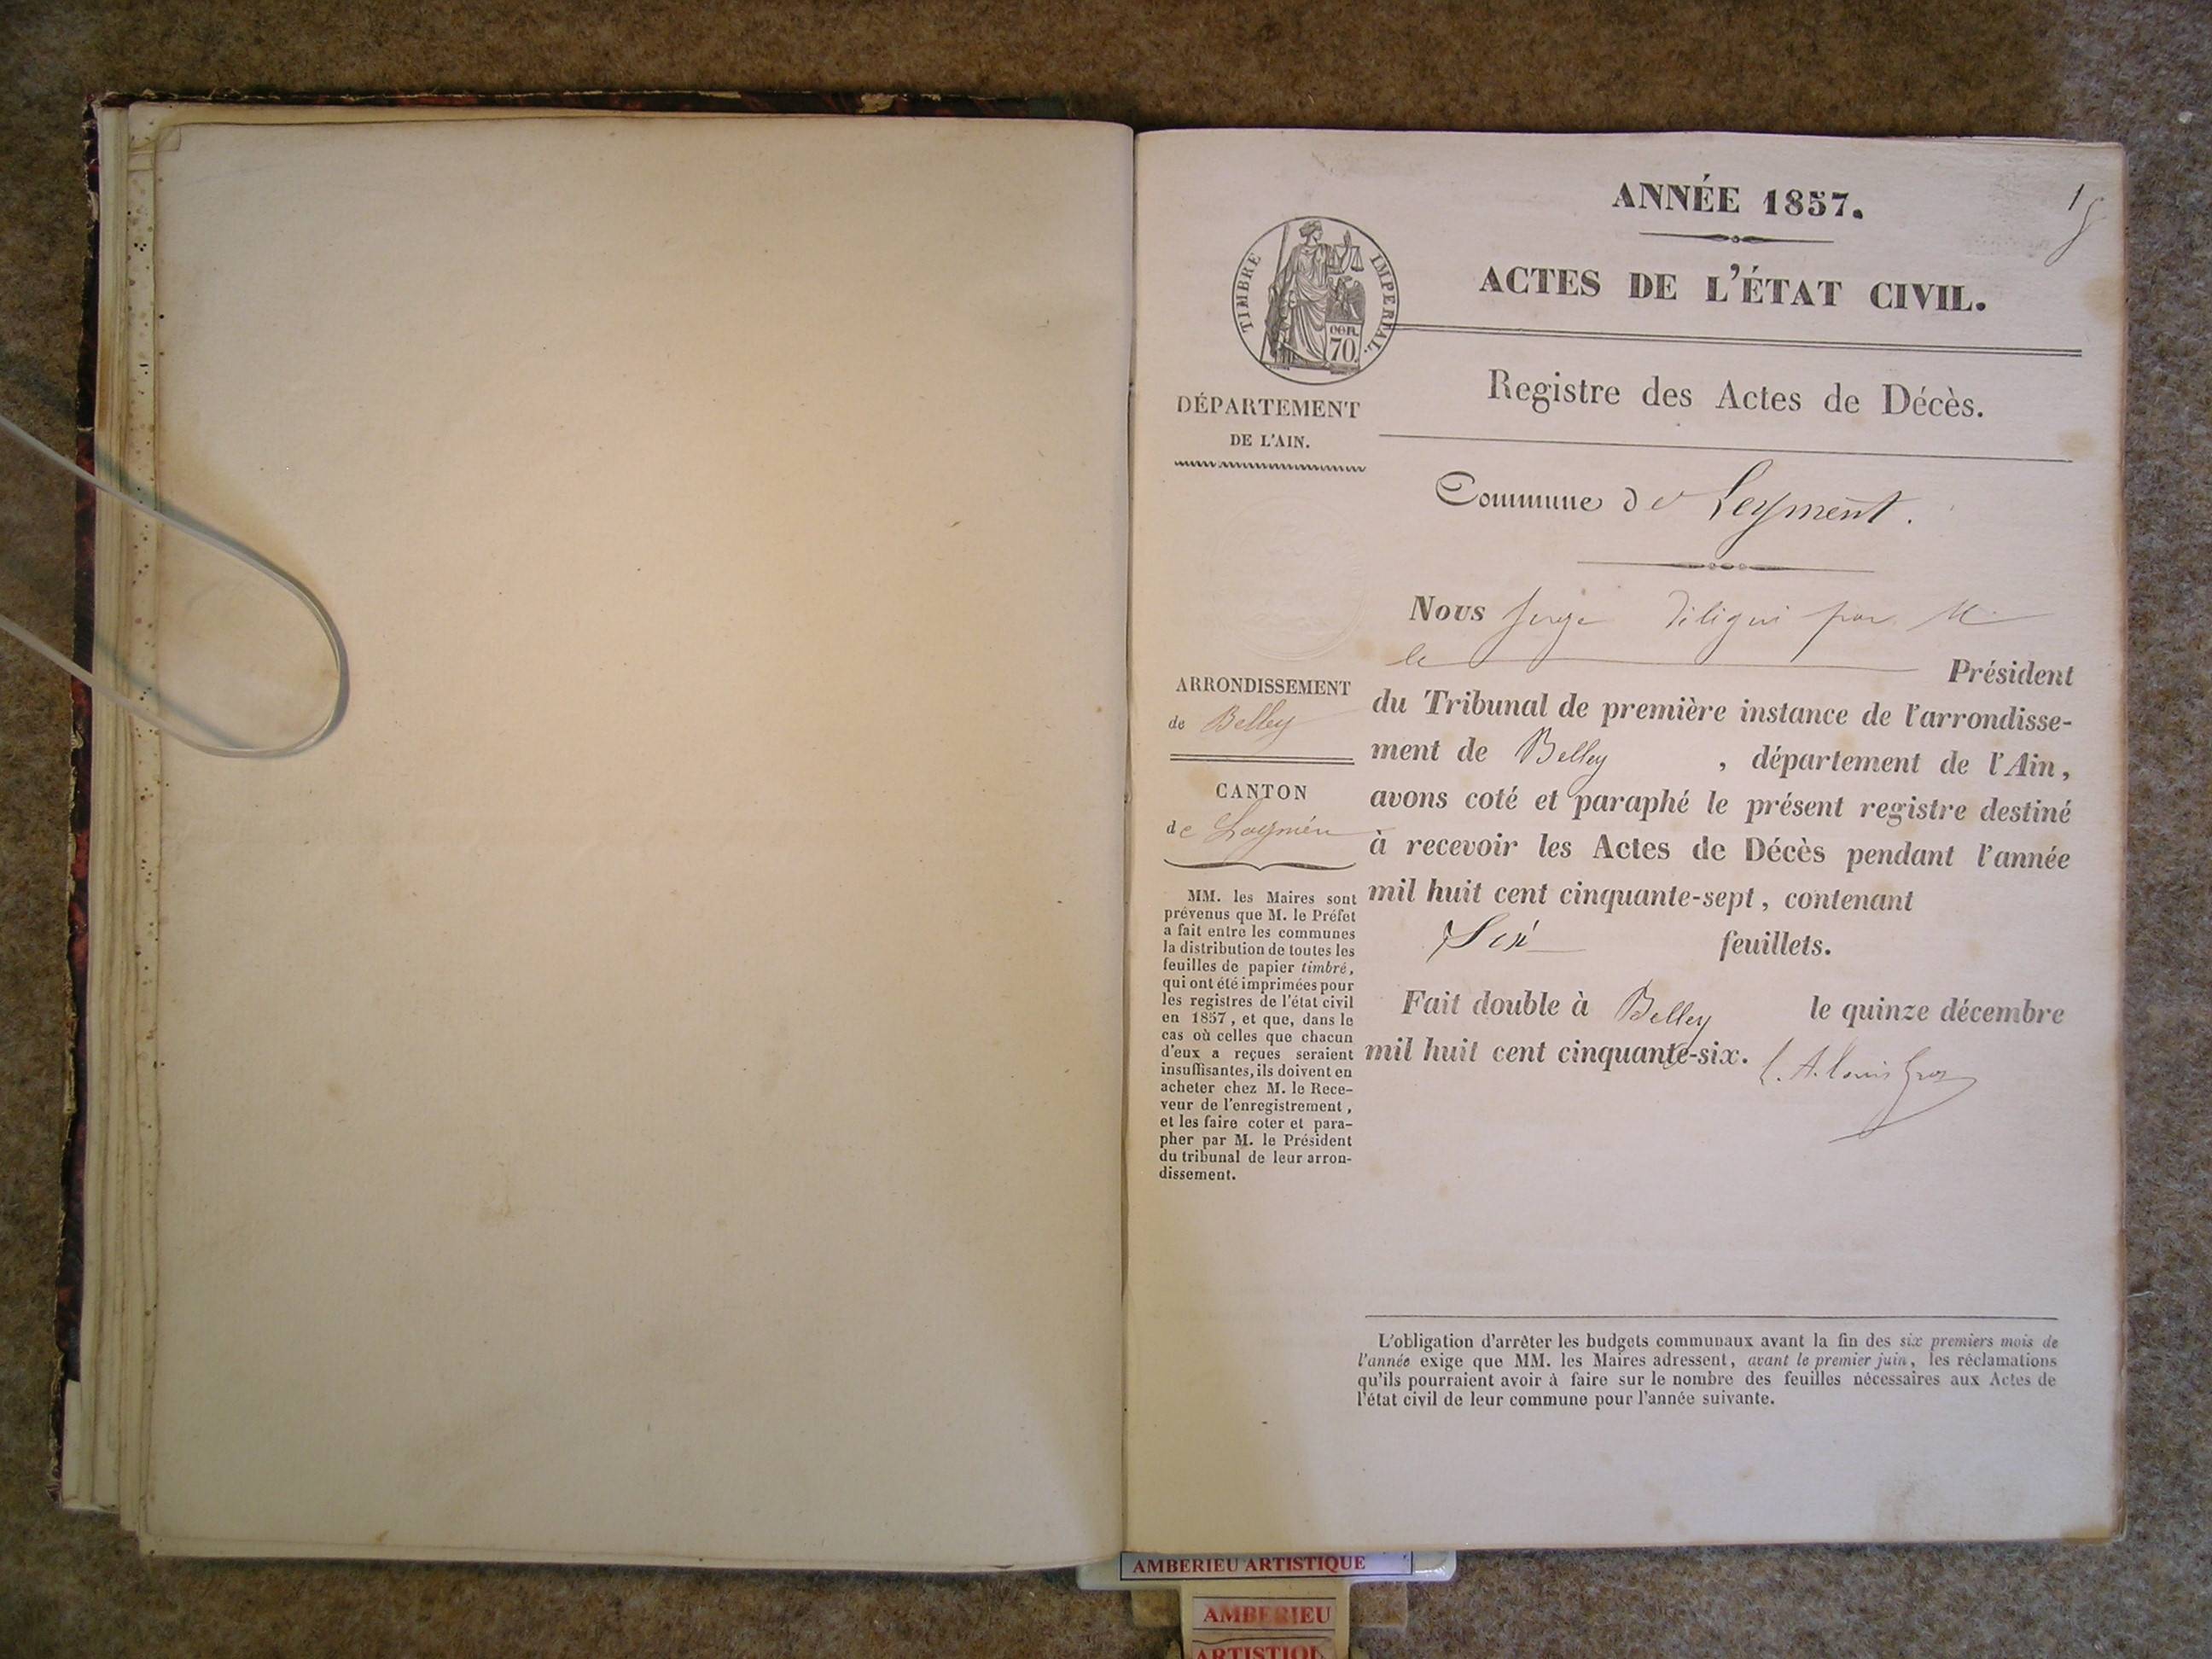 ANNÉE 1857.
1
ACTES DE L'ÉTAT CIVIL.
TIMBRE IMPERIAL.
CEN.
70.
Registre des Actes de Décès.
DÉPARTEMENT
DE L'AIN.
Commune de Leyment.
Nous Juge délégué par M.
le Président
du Tribunal de première instance de l'arrondisse-
ment de Belley , département de l'Ain,
avons coté et paraphé le présent registre destiné
à recevoir les Actes de Décès pendant l'année
mil huit cent cinquante-sept, contenant
Six feuillets.
Fait double à Belley le quinze décembre
mil huit cent cinquante-six.
ARRONDISSEMENT
de Belley
CANTON
de
MM. les Maires sont
prévenus que M. le Préfet
a fait entre les communes
la distribution de toutes les
feuilles de papier timbré,
qui ont été imprimées pour
les registres de l'état civil
en 1857, et que, dans le
cas où celles que chacun
d'eux a reçues seraient
insuffisantes, ils doivent en
acheter chez M. le Rece-
veur de l'enregistrement,
et les faire coter et para-
pher par M. le Président
du tribunal de leur arron-
dissement.
L'obligation d'arrêter les budgets communaux avant la fin des six premiers mois de
l'année exige que MM. les Maires adressent, avant le premier juin, les réclamations
qu'ils pourraient avoir à faire sur le nombre des feuilles nécessaires aux Actes de
l'état civil de leur commune pour l'année suivante.
AMBERIEU ARTISTIQUE
AMBERIEU